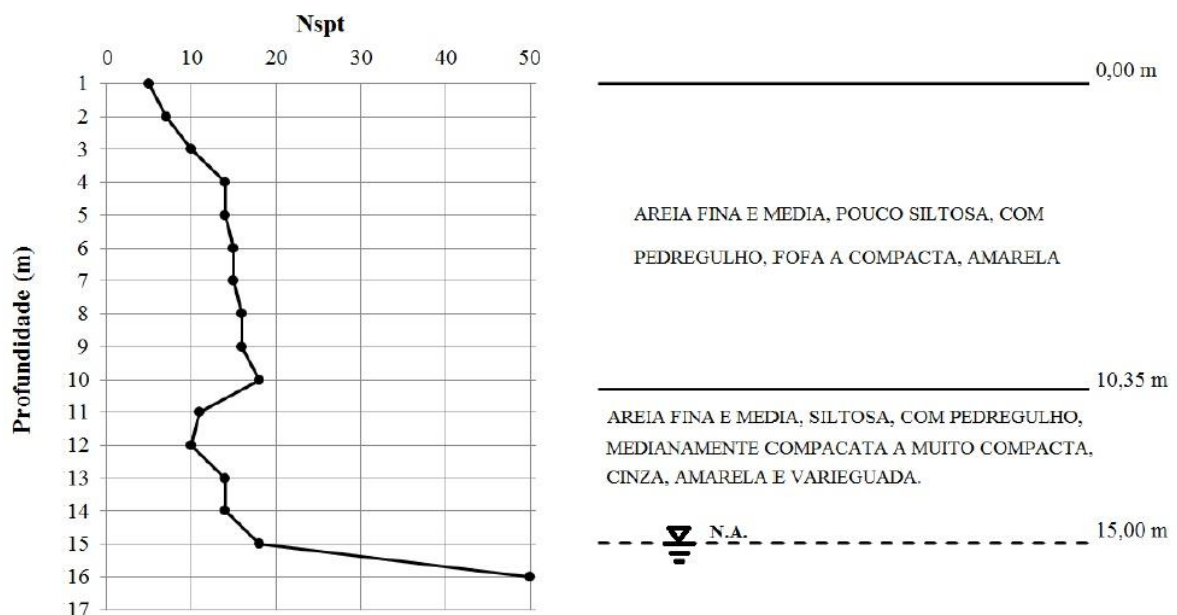 Nspt
0 10 20 30 40 50
Profundidade (m)
1
2
3
4
5
6
7
8
9
10
11
12
13
14
15
16
17
0,00 m
AREIA FINA E MEDIA, POUCO SILTOSA, COM
PEDREGULHO, FOFA A COMPACTA, AMARELA
10,35 m
AREIA FINA E MEDIA, SILTOSA, COM PEDREGULHO,
MEDIANAMENTE COMPACATA A MUITO COMPACTA,
CINZA, AMARELA E VARIEGUADA.
N.A.
15,00 m